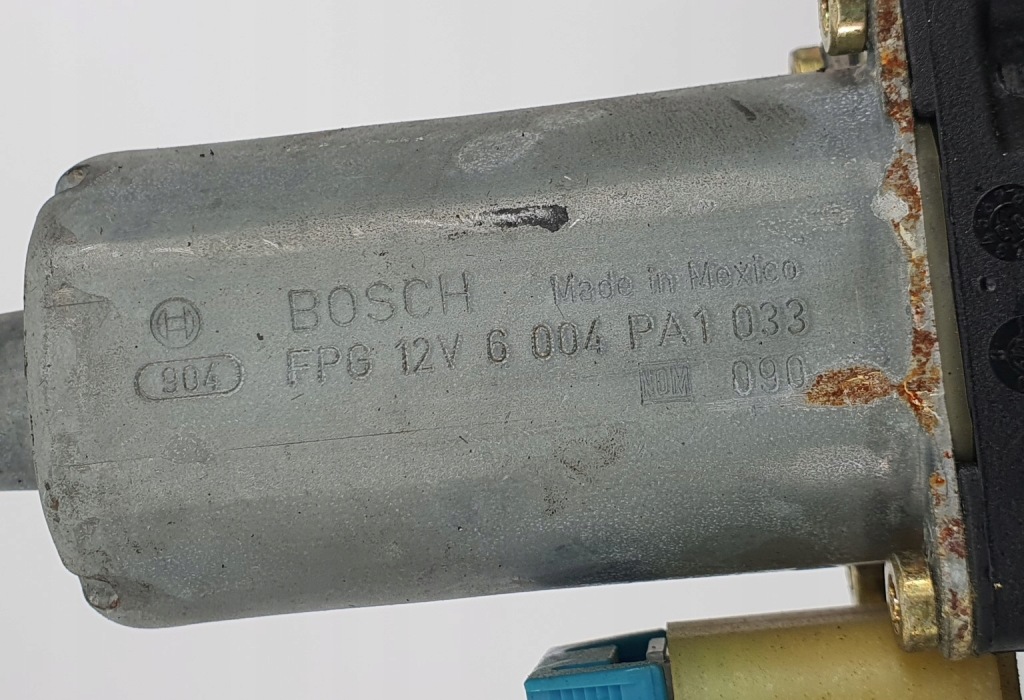 BOSCH Made in Mexico
FPG 12V 6 004 PA1 033
904 NOM 090